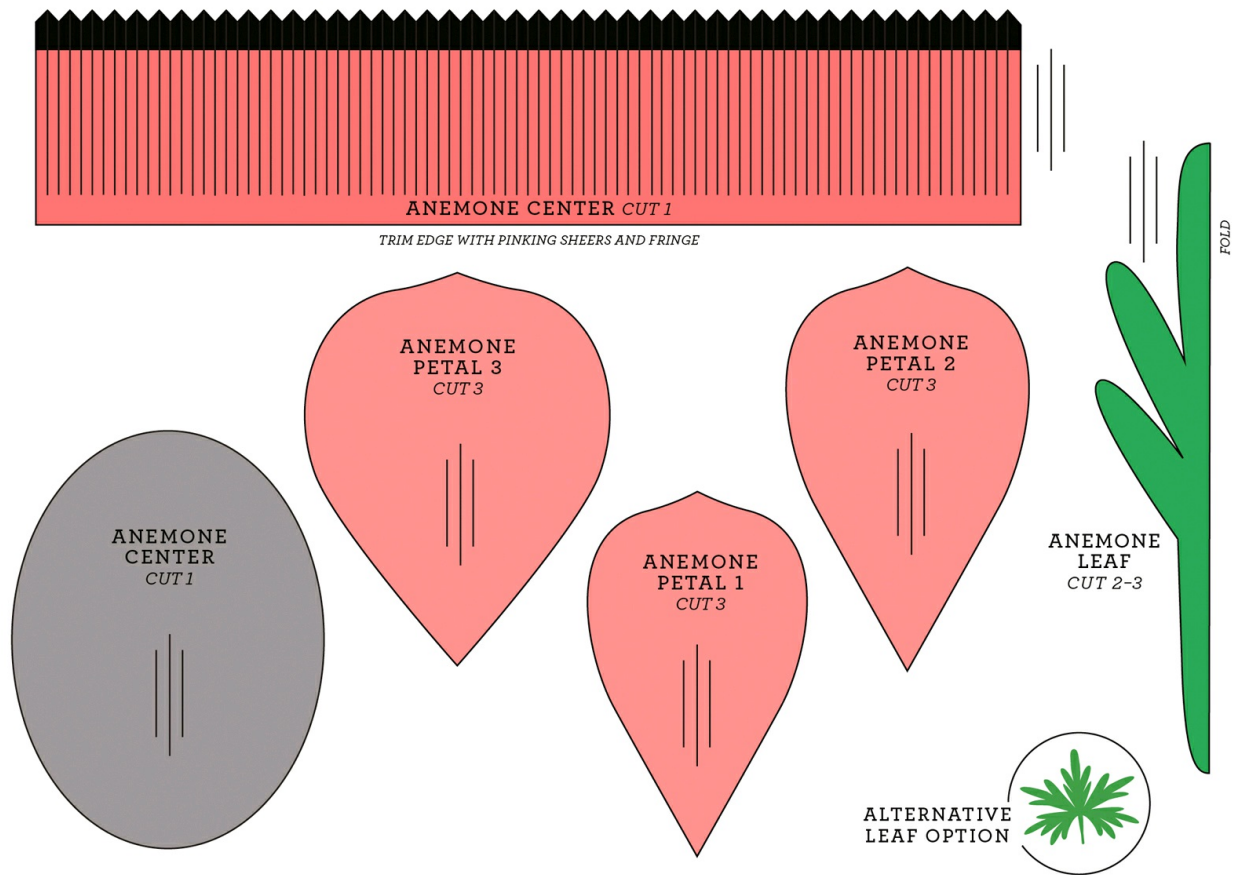 ANEMONE CENTER CUT 1
TRIM EDGE WITH PINKING SHEERS AND FRINGE
FOLD
ANEMONE
PETAL 3
CUT 3
ANEMONE
PETAL 2
CUT 3
ANEMONE
CENTER
CUT 1
ANEMONE
PETAL 1
CUT 3
ANEMONE
LEAF
CUT 2-3
ALTERNATIVE
LEAF OPTION